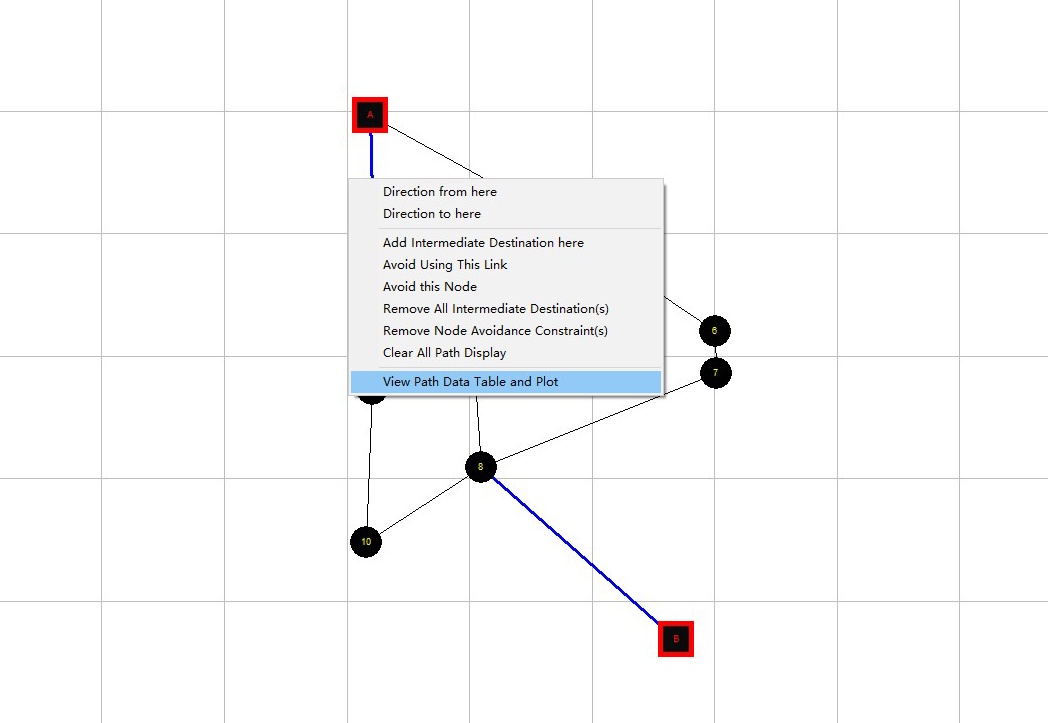 A
Direction from here
Direction to here
Add Intermediate Destination here
Avoid Using This Link
Avoid this Node
Remove All Intermediate Destination(s)
Remove Node Avoidance Constraint(s)
Clear All Path Display
View Path Data Table and Plot
6
7
8
10
B